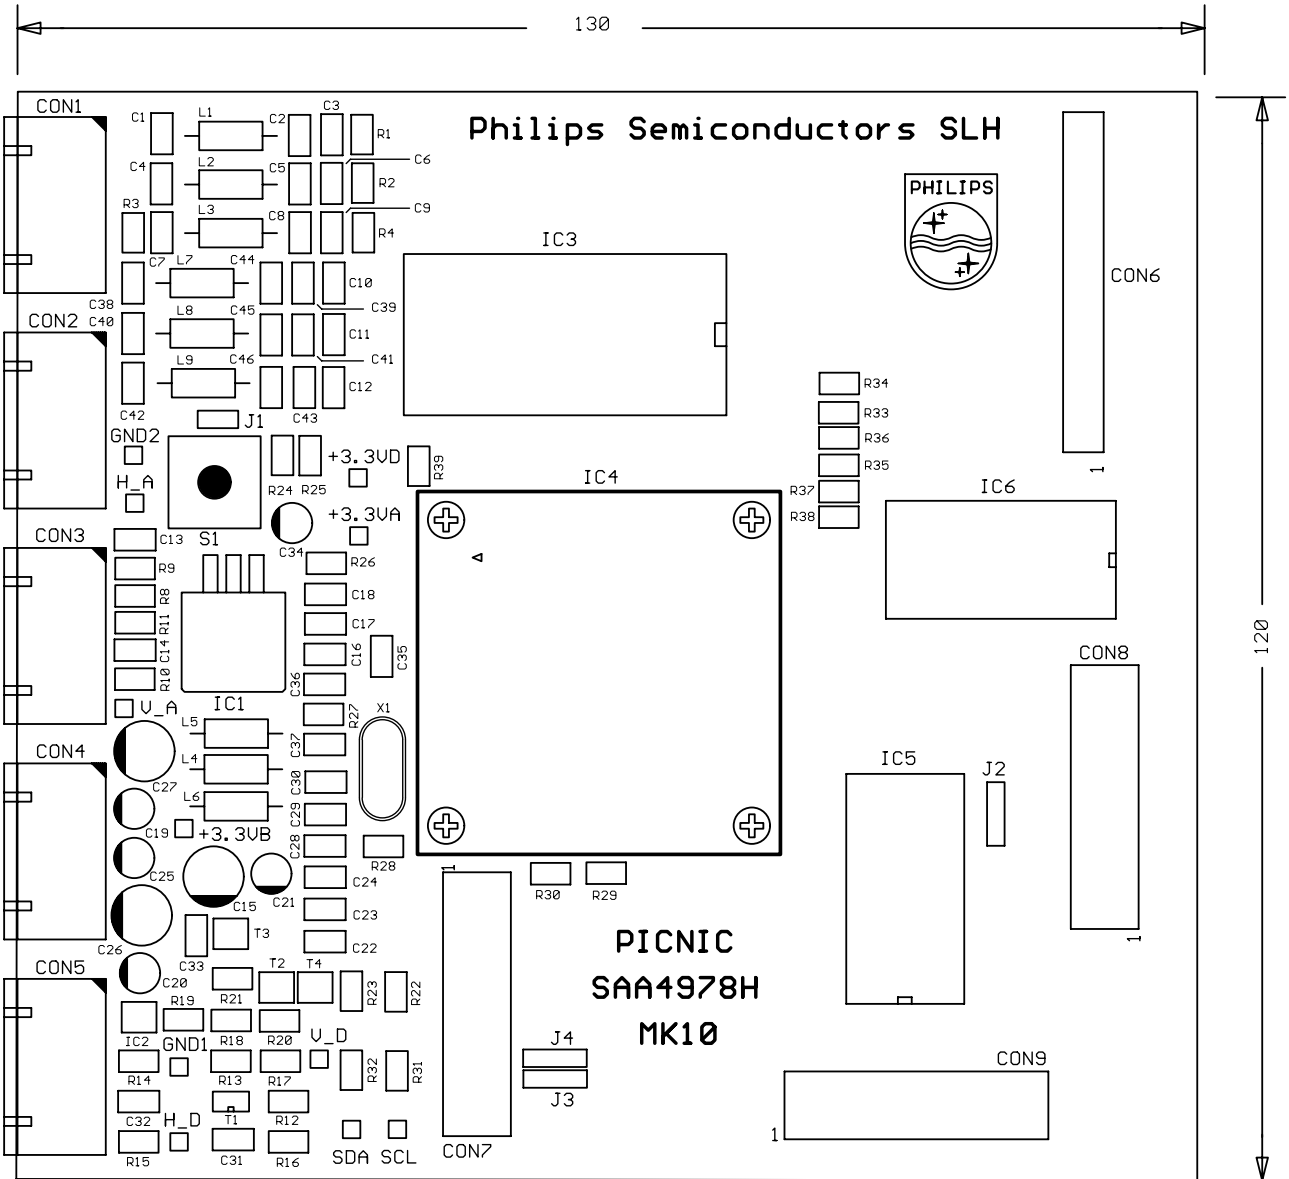 130
CON1
C1
L1
C2
C3
R1
Philips Semiconductors SLH
C6
C4
L2
C5
R2
PHILIPS
R3
L3
C8
C9
R4
IC3
C7
L7
C44
C10
CON6
C38
C39
CON2
C40
L8
C45
C11
L9
C46
C41
C12
R34
C42
C43
J1
R33
GND2
R36
+3.3VD
R39
R35
H_A
R24
R25
IC4
1
R37
IC6
+3.3VA
R38
CON3
C13
S1
C34
R9
R26
R8
C18
R11
C17
120
C14
C16
C35
CON8
R10
C36
V_A
IC1
R27
X1
L5
C37
CON4
L4
IC5
J2
C27
C30
L6
C29
C19
+3.3VB
C28
R28
C25
C24
1
R30
R29
C15
C21
C23
C26
T3
C22
PICNIC
1
C33
CON5
T2
T4
C20
R21
R23
R22
SAA4978H
R19
IC2
GND1
R18
R20
V_D
MK10
J4
R14
R13
R17
R32
R31
CON9
J3
C32
H_D
T1
R12
1
R15
C31
R16
SDA
SCL
CON7